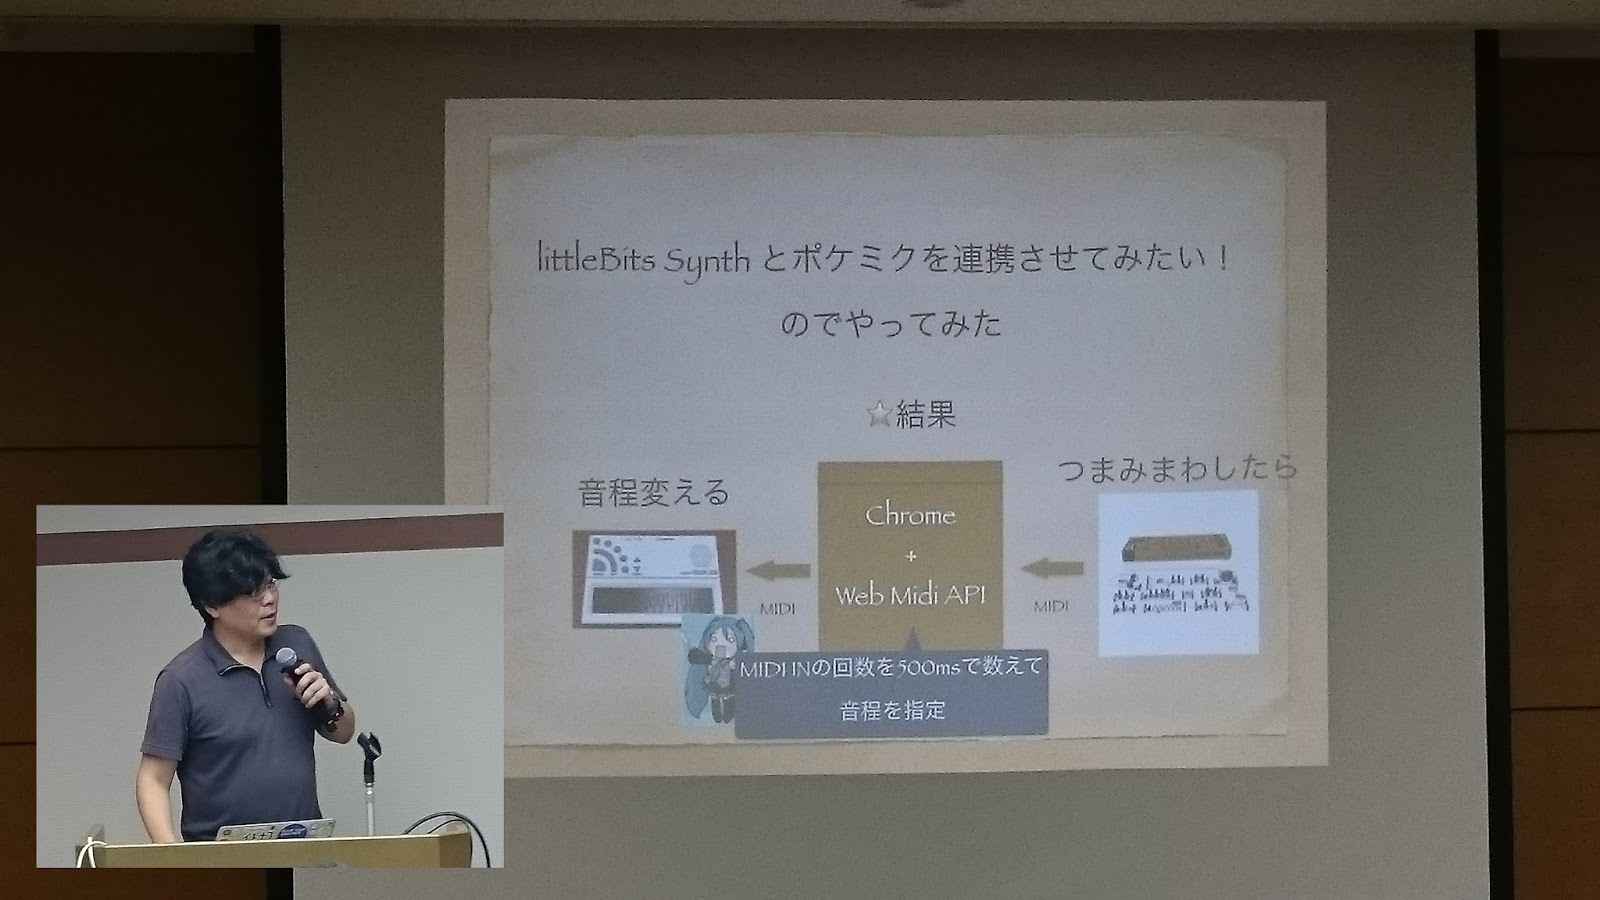 littleBits Synth とポケミクを連携させてみたい！
のでやってみた
☆結果
音程変える
つまみまわしたら
Chrome
+
Web Midi API
MIDI
MIDI
MIDI INの回数を500msで数えて
音程を指定